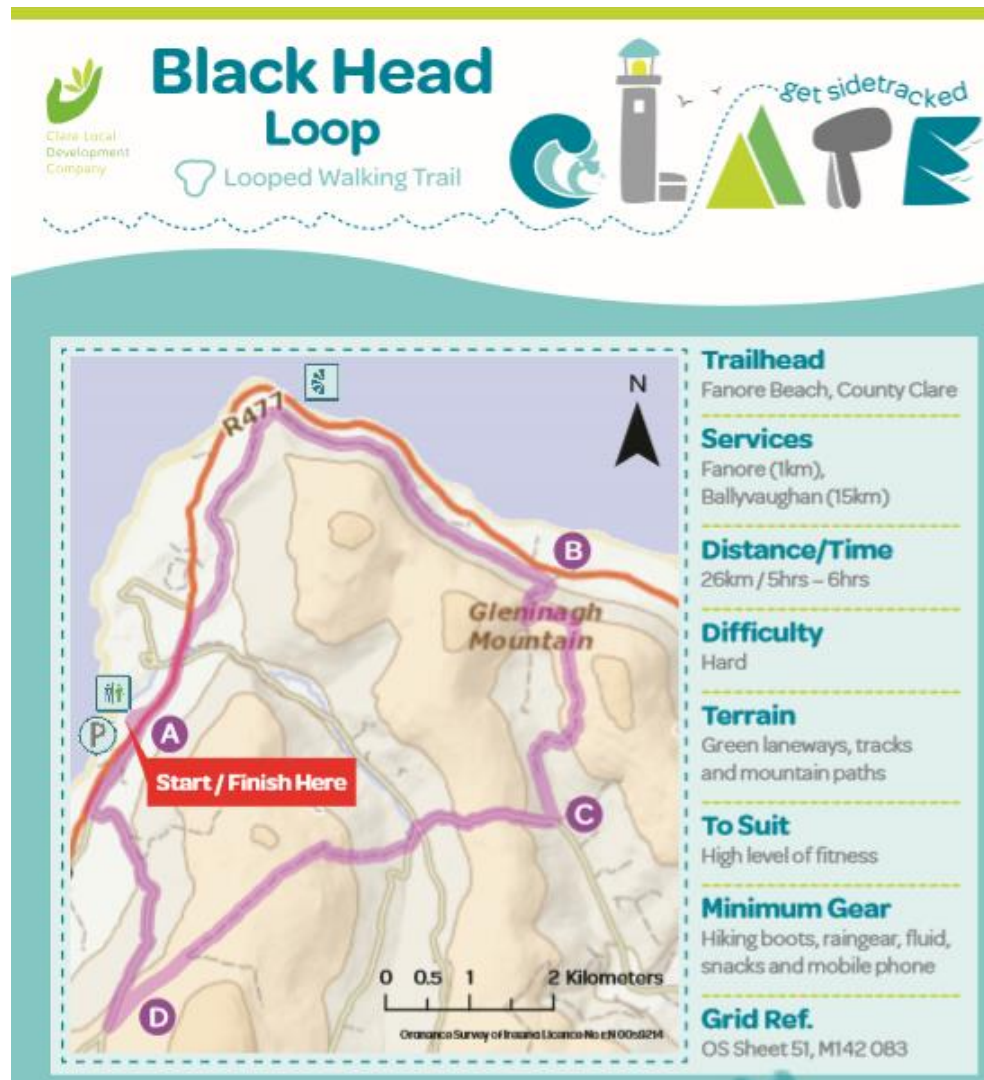 Clare Local
Development
Company
Black Head
Loop
Looped Walking Trail
get sidetracked
CLARE
R477
N
B
Gleninagh
Mountain
P
A
Start / Finish Here
C
D
0 0.5 1 2 Kilometers
Trailhead
Fanore Beach, County Clare
Services
Fanore (1km),
Ballyvaughan (15km)
Distance/Time
26km / 5hrs – 6hrs
Difficulty
Hard
Terrain
Green laneways, tracks
and mountain paths
To Suit
High level of fitness
Minimum Gear
Hiking boots, raingear, fluid,
snacks and mobile phone
Grid Ref.
OS Sheet 51, M142 083